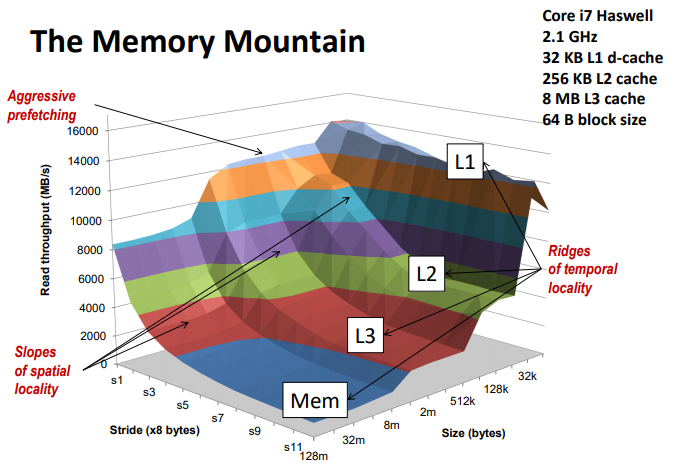 The Memory Mountain
Core i7 Haswell
2.1 GHz
32 KB L1 d-cache
256 KB L2 cache
8 MB L3 cache
64 B block size
Aggressive
prefetching
16000
14000
12000
10000
8000
6000
4000
2000
0
Read throughput (MB/s)
L1
L2
L3
Mem
Ridges
of temporal
locality
Slopes
of spatial
locality
s1
s3
s5
s7
s9
s11
Stride (x8 bytes)
128m
32m
8m
2m
512k
128k
32k
Size (bytes)